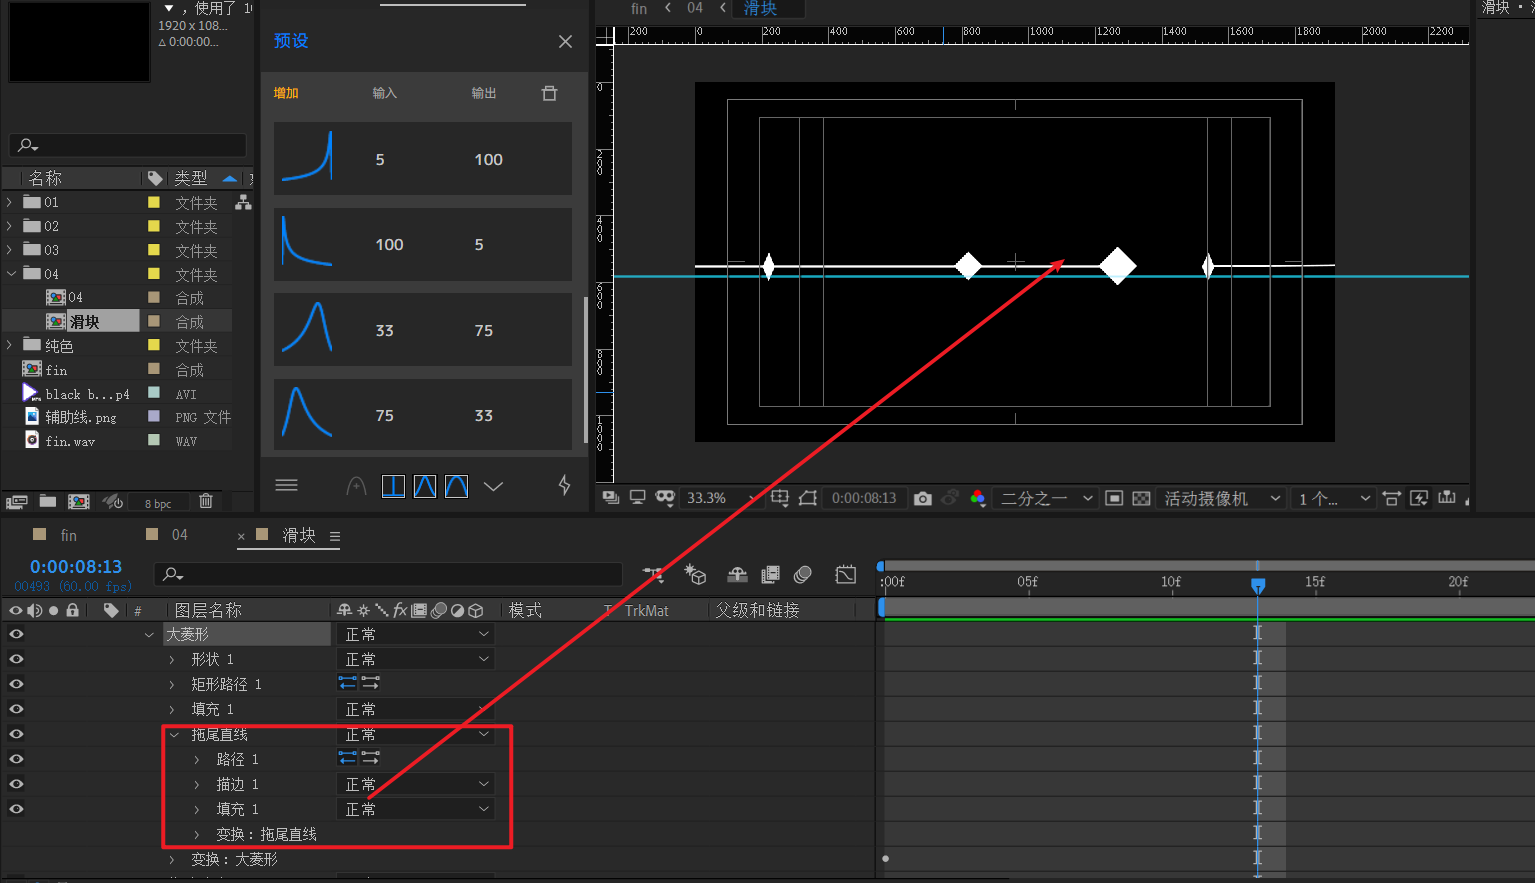 ，使用了 1
1920 x 108...
△ 0:00:00...
名称
类型
01
文件夹
02
文件夹
03
文件夹
04
文件夹
04
合成
滑块
合成
纯色
文件夹
fin
合成
black b...p4
AVI
辅助线.png
PNG 文件
fin.wav
WAV
8 bpc
预设
增加
输入
输出
5
100
100
5
33
75
75
33
fin
04
滑块
滑块 •
200
0
200
400
600
800
1000
1200
1400
1600
1800
2000
2200
0
200
400
600
800
1000
33.3%
0:00:08:13
二分之一
活动摄像机
1 个...
fin
04
× 滑块
0:00:08:13
00493 (60.00 fps)
:00f
05f
10f
15f
20f
#
图层名称
fx
模式
T
TrkMat
父级和链接
大菱形
正常
形状 1
正常
矩形路径 1
填充 1
正常
拖尾直线
正常
路径 1
描边 1
正常
填充 1
正常
变换：拖尾直线
变换：大菱形